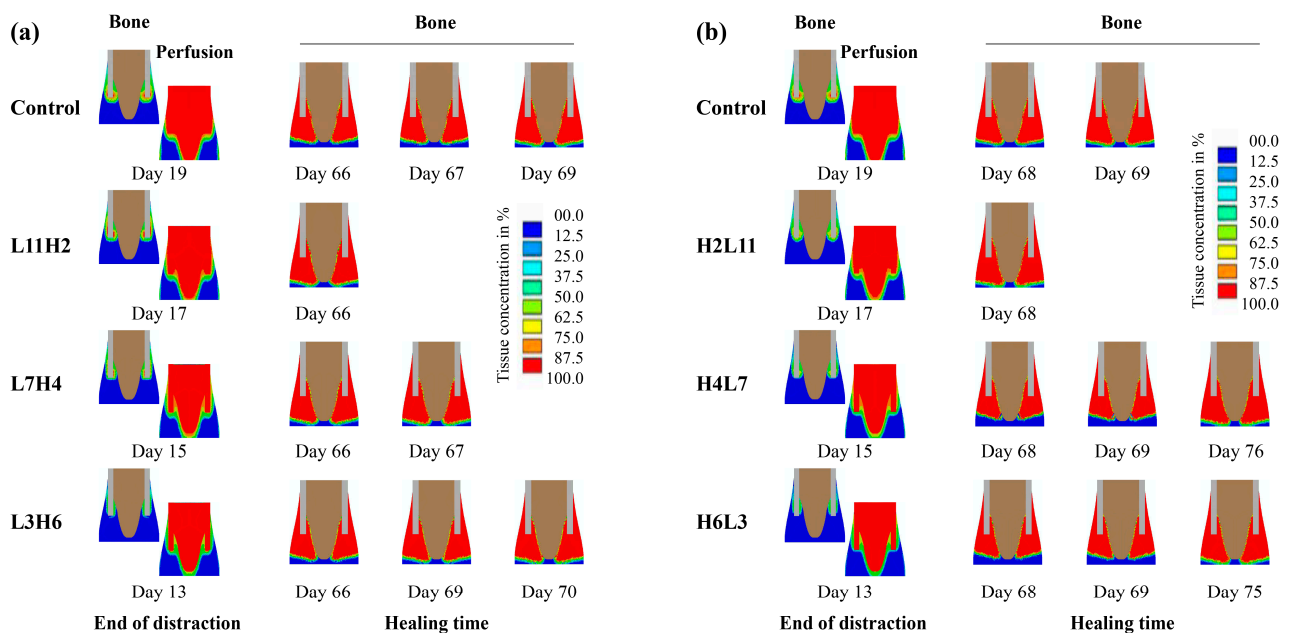 (a)
Bone
Perfusion
Bone
Control
Day 19
Day 66
Day 67
Day 69
L11H2
Day 17
Day 66
L7H4
Day 15
Day 66
Day 67
L3H6
Day 13
Day 66
Day 69
Day 70
End of distraction
Healing time
Tissue concentration in %
00.0
12.5
25.0
37.5
50.0
62.5
75.0
87.5
100.0
(b)
Bone
Perfusion
Bone
Control
Day 19
Day 68
Day 69
H2L11
Day 17
Day 68
H4L7
Day 15
Day 68
Day 69
Day 76
H6L3
Day 13
Day 68
Day 69
Day 75
End of distraction
Healing time
Tissue concentration in %
00.0
12.5
25.0
37.5
50.0
62.5
75.0
87.5
100.0